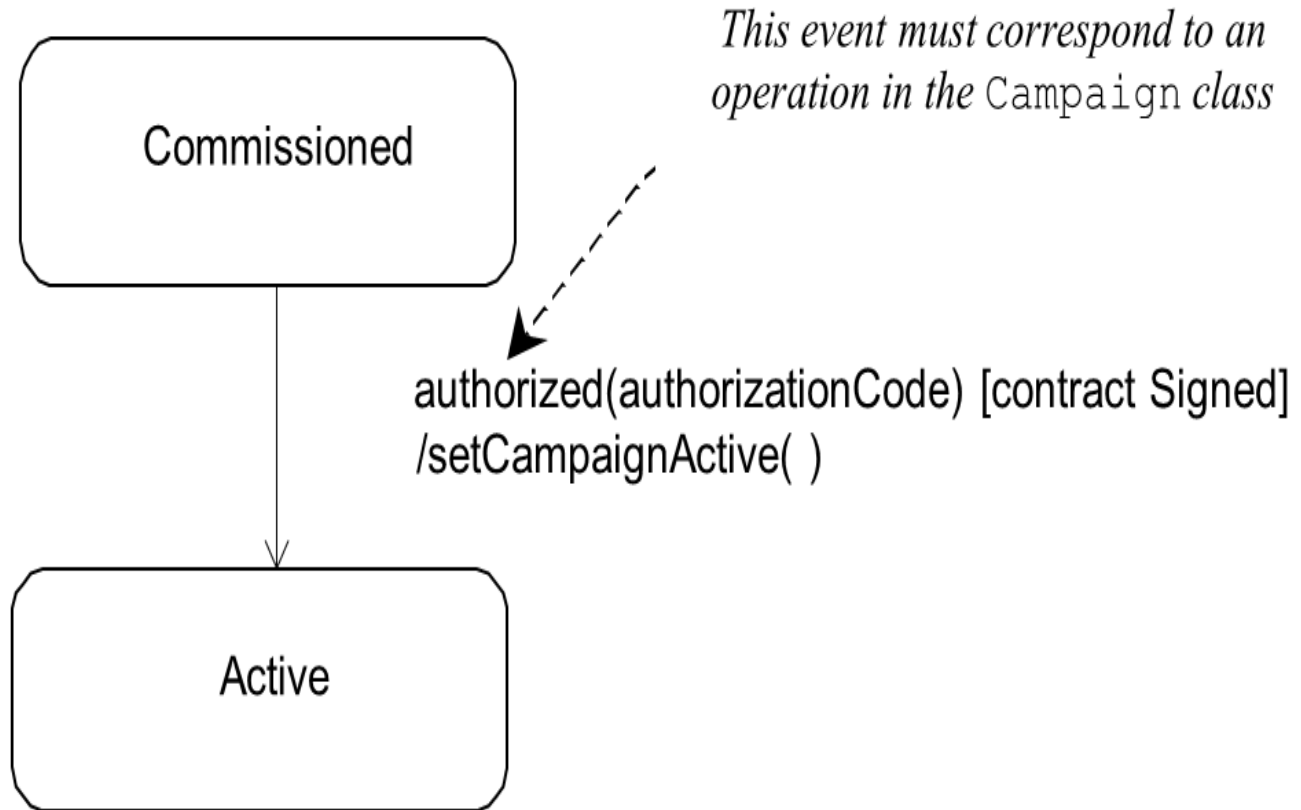 This event must correspond to an
operation in the Campaign class
Commissioned
authorized(authorizationCode) [contract Signed]
/setCampaignActive( )
Active